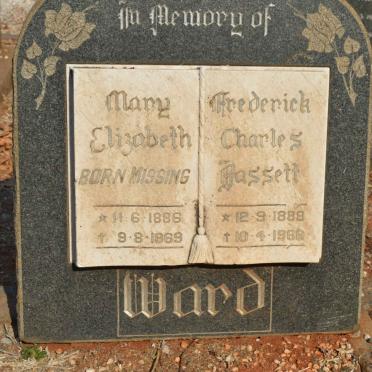 In Memory of
Mary
Elizabeth
BORN MISSING
* 11·6·1886
† 9·8·1969
Frederick
Charles
Bassett
* 12·9·1888
† 10·4·1966
Ward